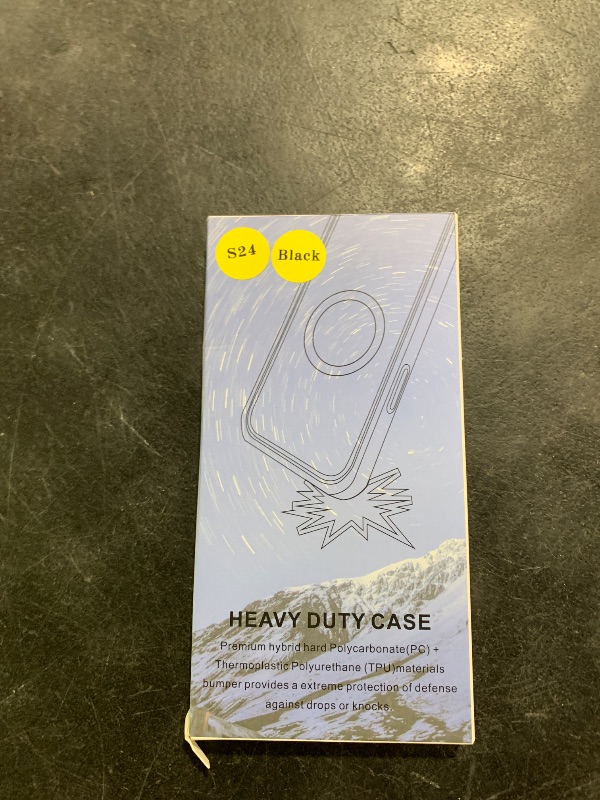 S24
Black
HEAVY DUTY CASE
Premium hybrid hard Polycarbonate(PC) +
Thermoplastic Polyurethane (TPU)materials
bumper provides a extreme protection of defense
against drops or knocks.